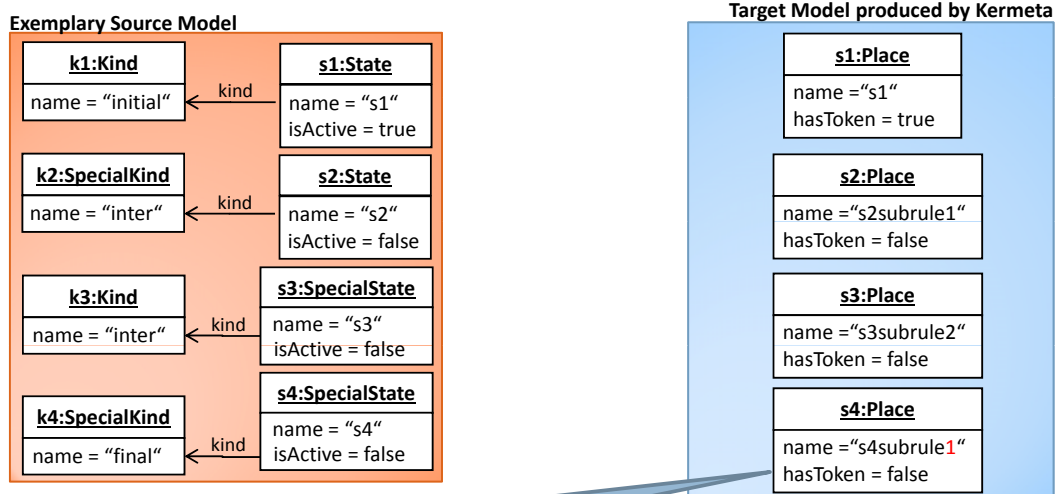 Exemplary Source Model
k1:Kind
name = “initial“
kind
s1:State
name = “s1“
isActive = true
k2:SpecialKind
name = “inter“
kind
s2:State
name = “s2“
isActive = false
k3:Kind
name = “inter“
kind
s3:SpecialState
name = “s3“
isActive = false
k4:SpecialKind
name = “final“
kind
s4:SpecialState
name = “s4“
isActive = false
Target Model produced by Kermeta
s1:Place
name =“s1“
hasToken = true
s2:Place
name =“s2subrule1“
hasToken = false
s3:Place
name =“s3subrule2“
hasToken = false
s4:Place
name =“s4subrule1“
hasToken = false